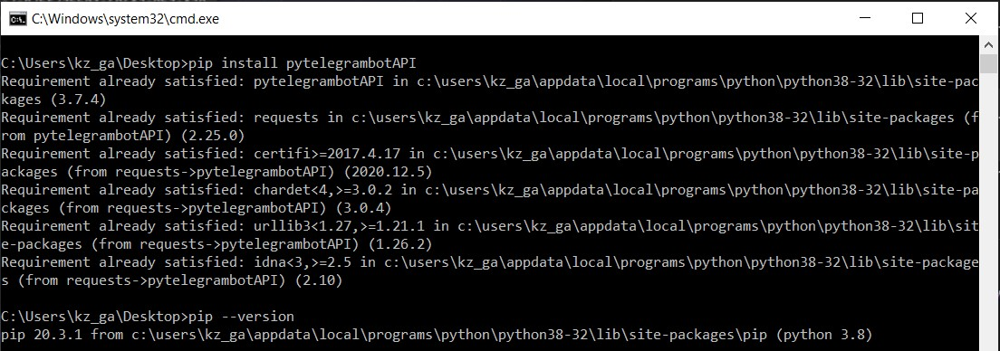 C:\Windows\system32\cmd.exe
C:\Users\kz_ga\Desktop>pip install pytelegrambotAPI
Requirement already satisfied: pytelegrambotAPI in c:\users\kz_ga\appdata\local\programs\python\python38-32\lib\site-pac
kages (3.7.4)
Requirement already satisfied: requests in c:\users\kz_ga\appdata\local\programs\python\python38-32\lib\site-packages (f
rom pytelegrambotAPI) (2.25.0)
Requirement already satisfied: certifi>=2017.4.17 in c:\users\kz_ga\appdata\local\programs\python\python38-32\lib\site-p
ackages (from requests->pytelegrambotAPI) (2020.12.5)
Requirement already satisfied: chardet<4,>=3.0.2 in c:\users\kz_ga\appdata\local\programs\python\python38-32\lib\site-pa
ckages (from requests->pytelegrambotAPI) (3.0.4)
Requirement already satisfied: urllib3<1.27,>=1.21.1 in c:\users\kz_ga\appdata\local\programs\python\python38-32\lib\sit
e-packages (from requests->pytelegrambotAPI) (1.26.2)
Requirement already satisfied: idna<3,>=2.5 in c:\users\kz_ga\appdata\local\programs\python\python38-32\lib\site-package
s (from requests->pytelegrambotAPI) (2.10)
C:\Users\kz_ga\Desktop>pip --version
pip 20.3.1 from c:\users\kz_ga\appdata\local\programs\python\python38-32\lib\site-packages\pip (python 3.8)